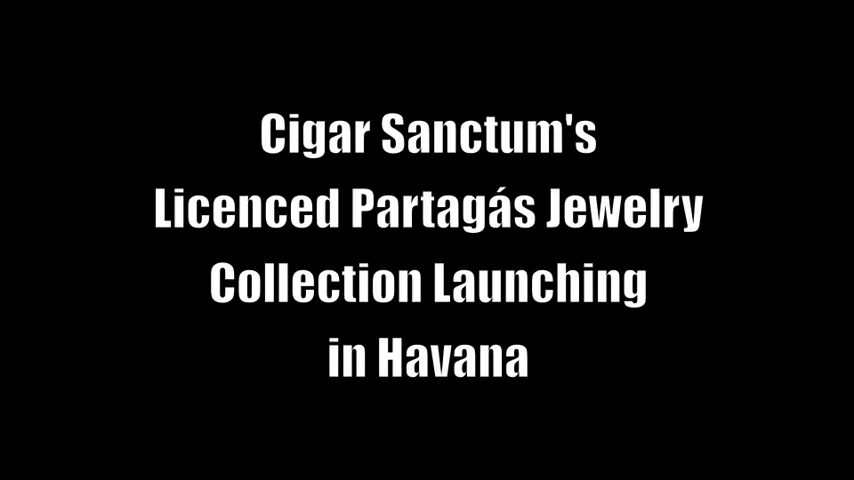 Cigar Sanctum's
Licenced Partagás Jewelry
Collection Launching
in Havana